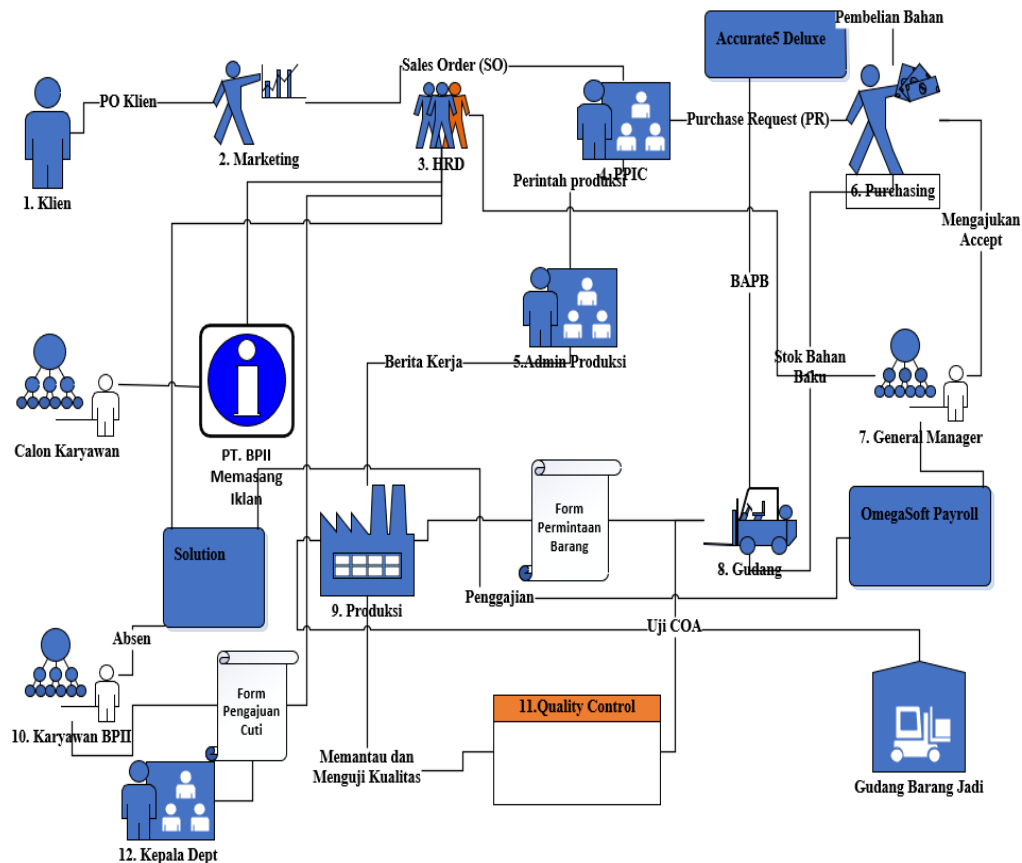 Accurate5 Deluxe
Pembelian Bahan
Sales Order (SO)
PO Klien
Purchase Request (PR)
2. Marketing
3. HRD
4. PPIC
1. Klien
Perintah produksi
6. Purchasing
Mengajukan
Accept
BAPB
Berita Kerja
5.Admin Produksi
Stok Bahan
Baku
Calon Karyawan
PT. BPII
Memasang
Iklan
7. General Manager
Form
Permintaan
Barang
OmegaSoft Payroll
Solution
8. Gudang
9. Produksi
Penggajian
Uji COA
Absen
Form
Pengajuan
Cuti
11.Quality Control
10. Karyawan BPII
Memantau dan
Menguji Kualitas
Gudang Barang Jadi
12. Kepala Dept